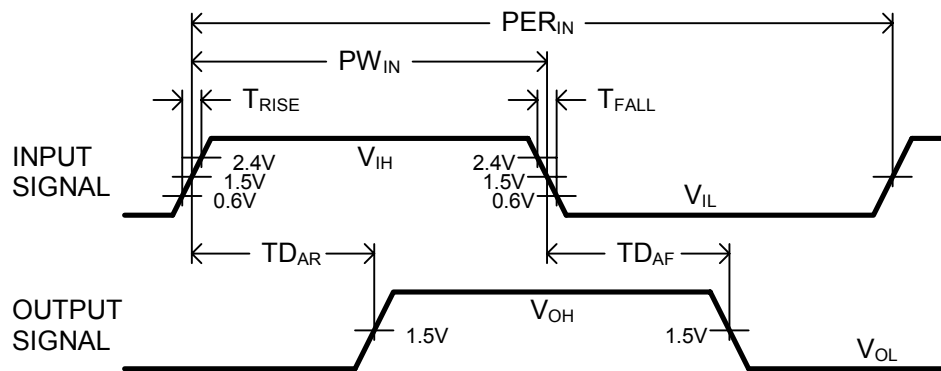 PER_IN
PW_IN
T_RISE
T_FALL
INPUT
SIGNAL
V_IH
2.4V
1.5V
0.6V
2.4V
1.5V
0.6V
V_IL
TD_AR
TD_AF
OUTPUT
SIGNAL
V_OH
1.5V
1.5V
V_OL